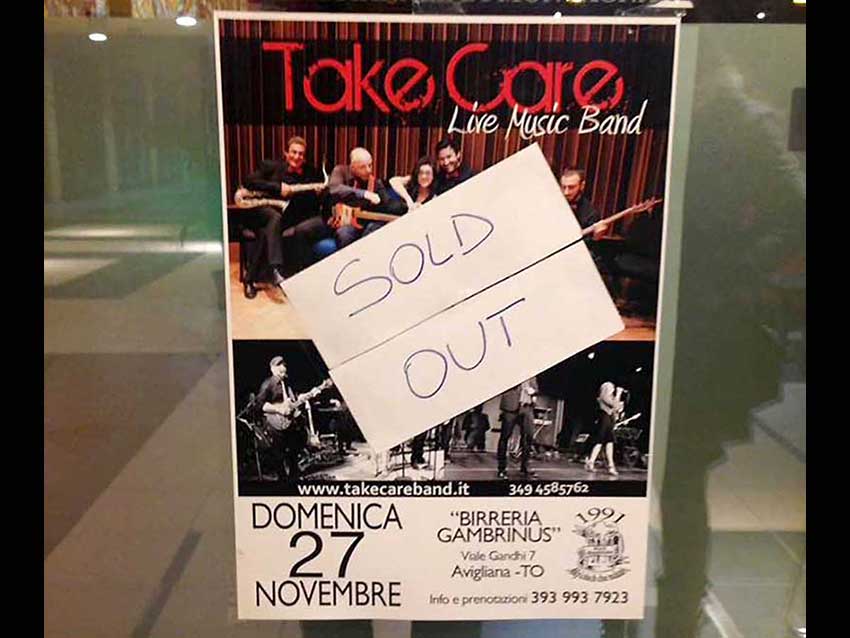 Take Care
Live Music Band
SOLD
OUT
www.takecareband.it 349 4585762
DOMENICA
27
NOVEMBRE
"BIRRERIA
GAMBRINUS"
Viale Gandhi 7
Avigliana -TO
Info e prenotazioni 393 993 7923
1991